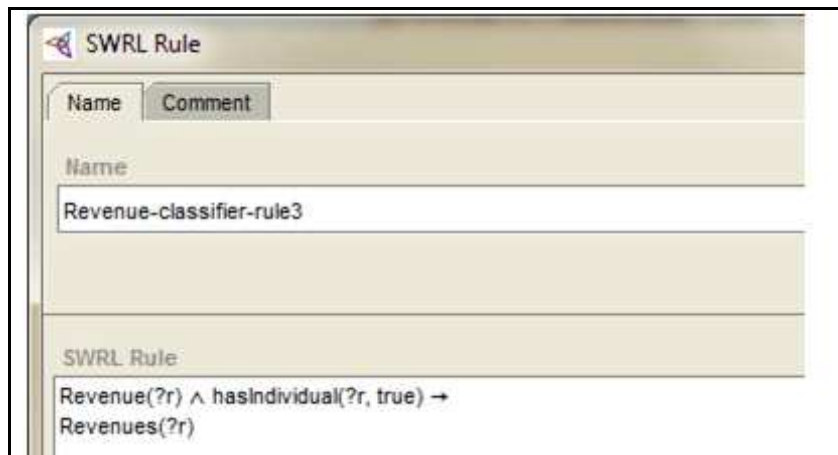 SWRL Rule
Name Comment
Name
Revenue-classifier-rule3
SWRL Rule
Revenue(?r) ∧ hasIndividual(?r, true) →
Revenues(?r)